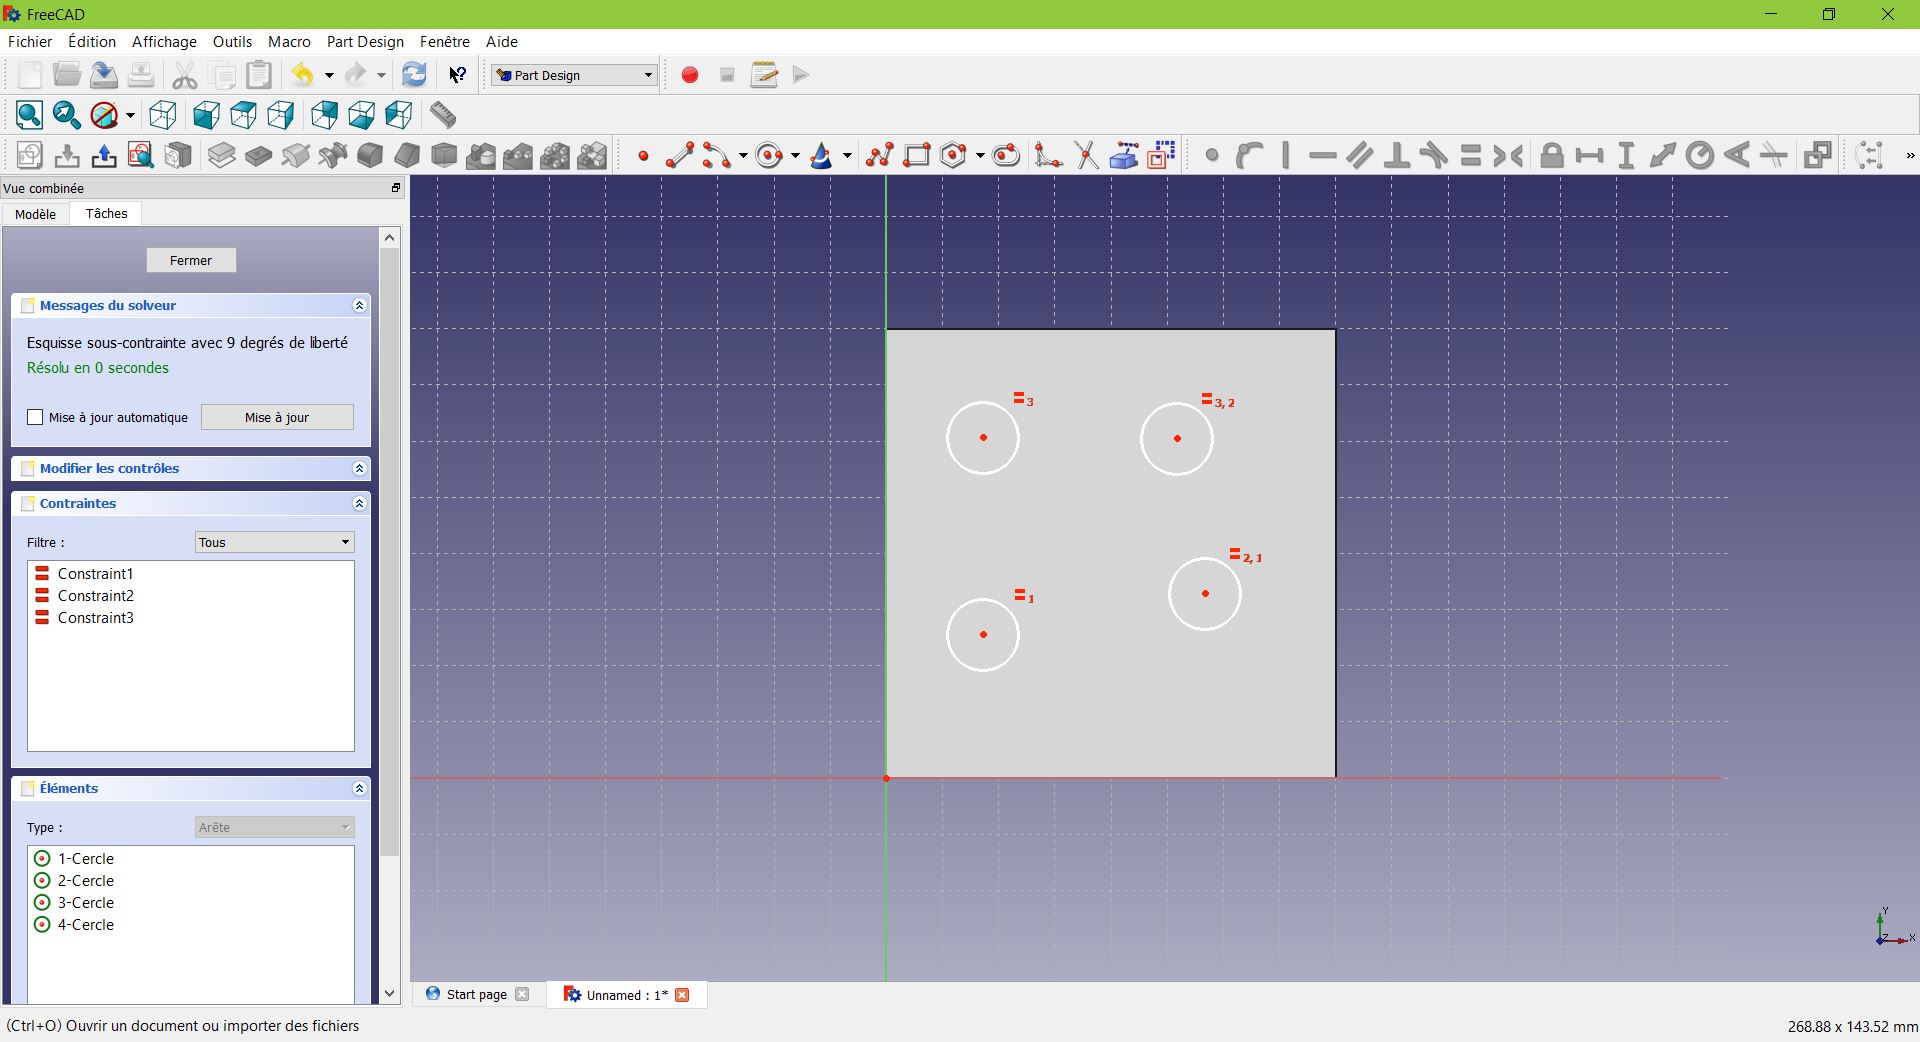 FreeCAD
Fichier Édition Affichage Outils Macro Part Design Fenêtre Aide
Part Design
»
Vue combinée
Modèle Tâches
Fermer
Messages du solveur
Esquisse sous-contrainte avec 9 degrés de liberté
Résolu en 0 secondes
Mise à jour automatique Mise à jour
Modifier les contrôles
Contraintes
Filtre : Tous
Constraint1
Constraint2
Constraint3
Éléments
Type : Arête
1-Cercle
2-Cercle
3-Cercle
4-Cercle
3
3, 2
2, 1
1
Y
Z X
Start page Unnamed : 1*
(Ctrl+O) Ouvrir un document ou importer des fichiers 268.88 x 143.52 mm